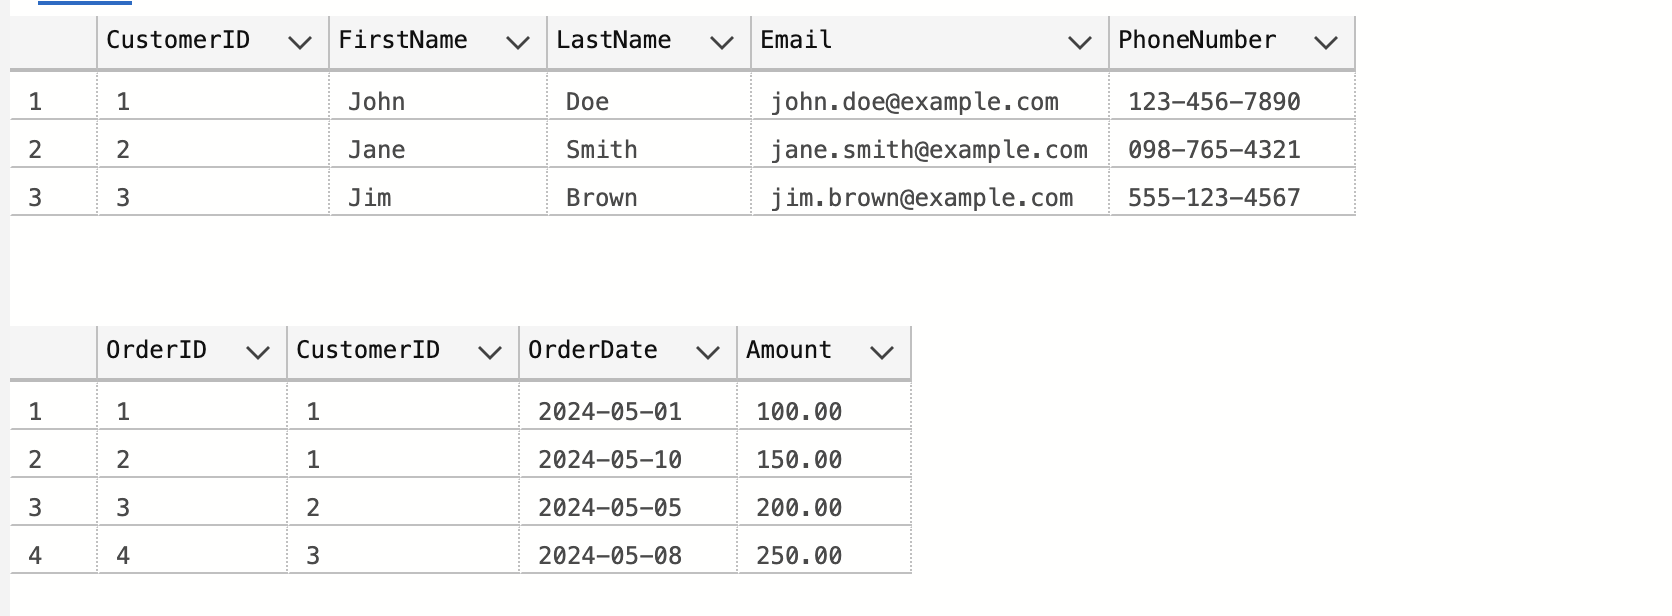 CustomerID FirstName LastName Email PhoneNumber
1 1 John Doe john.doe@example.com 123-456-7890
2 2 Jane Smith jane.smith@example.com 098-765-4321
3 3 Jim Brown jim.brown@example.com 555-123-4567
OrderID CustomerID OrderDate Amount
1 1 1 2024-05-01 100.00
2 2 1 2024-05-10 150.00
3 3 2 2024-05-05 200.00
4 4 3 2024-05-08 250.00